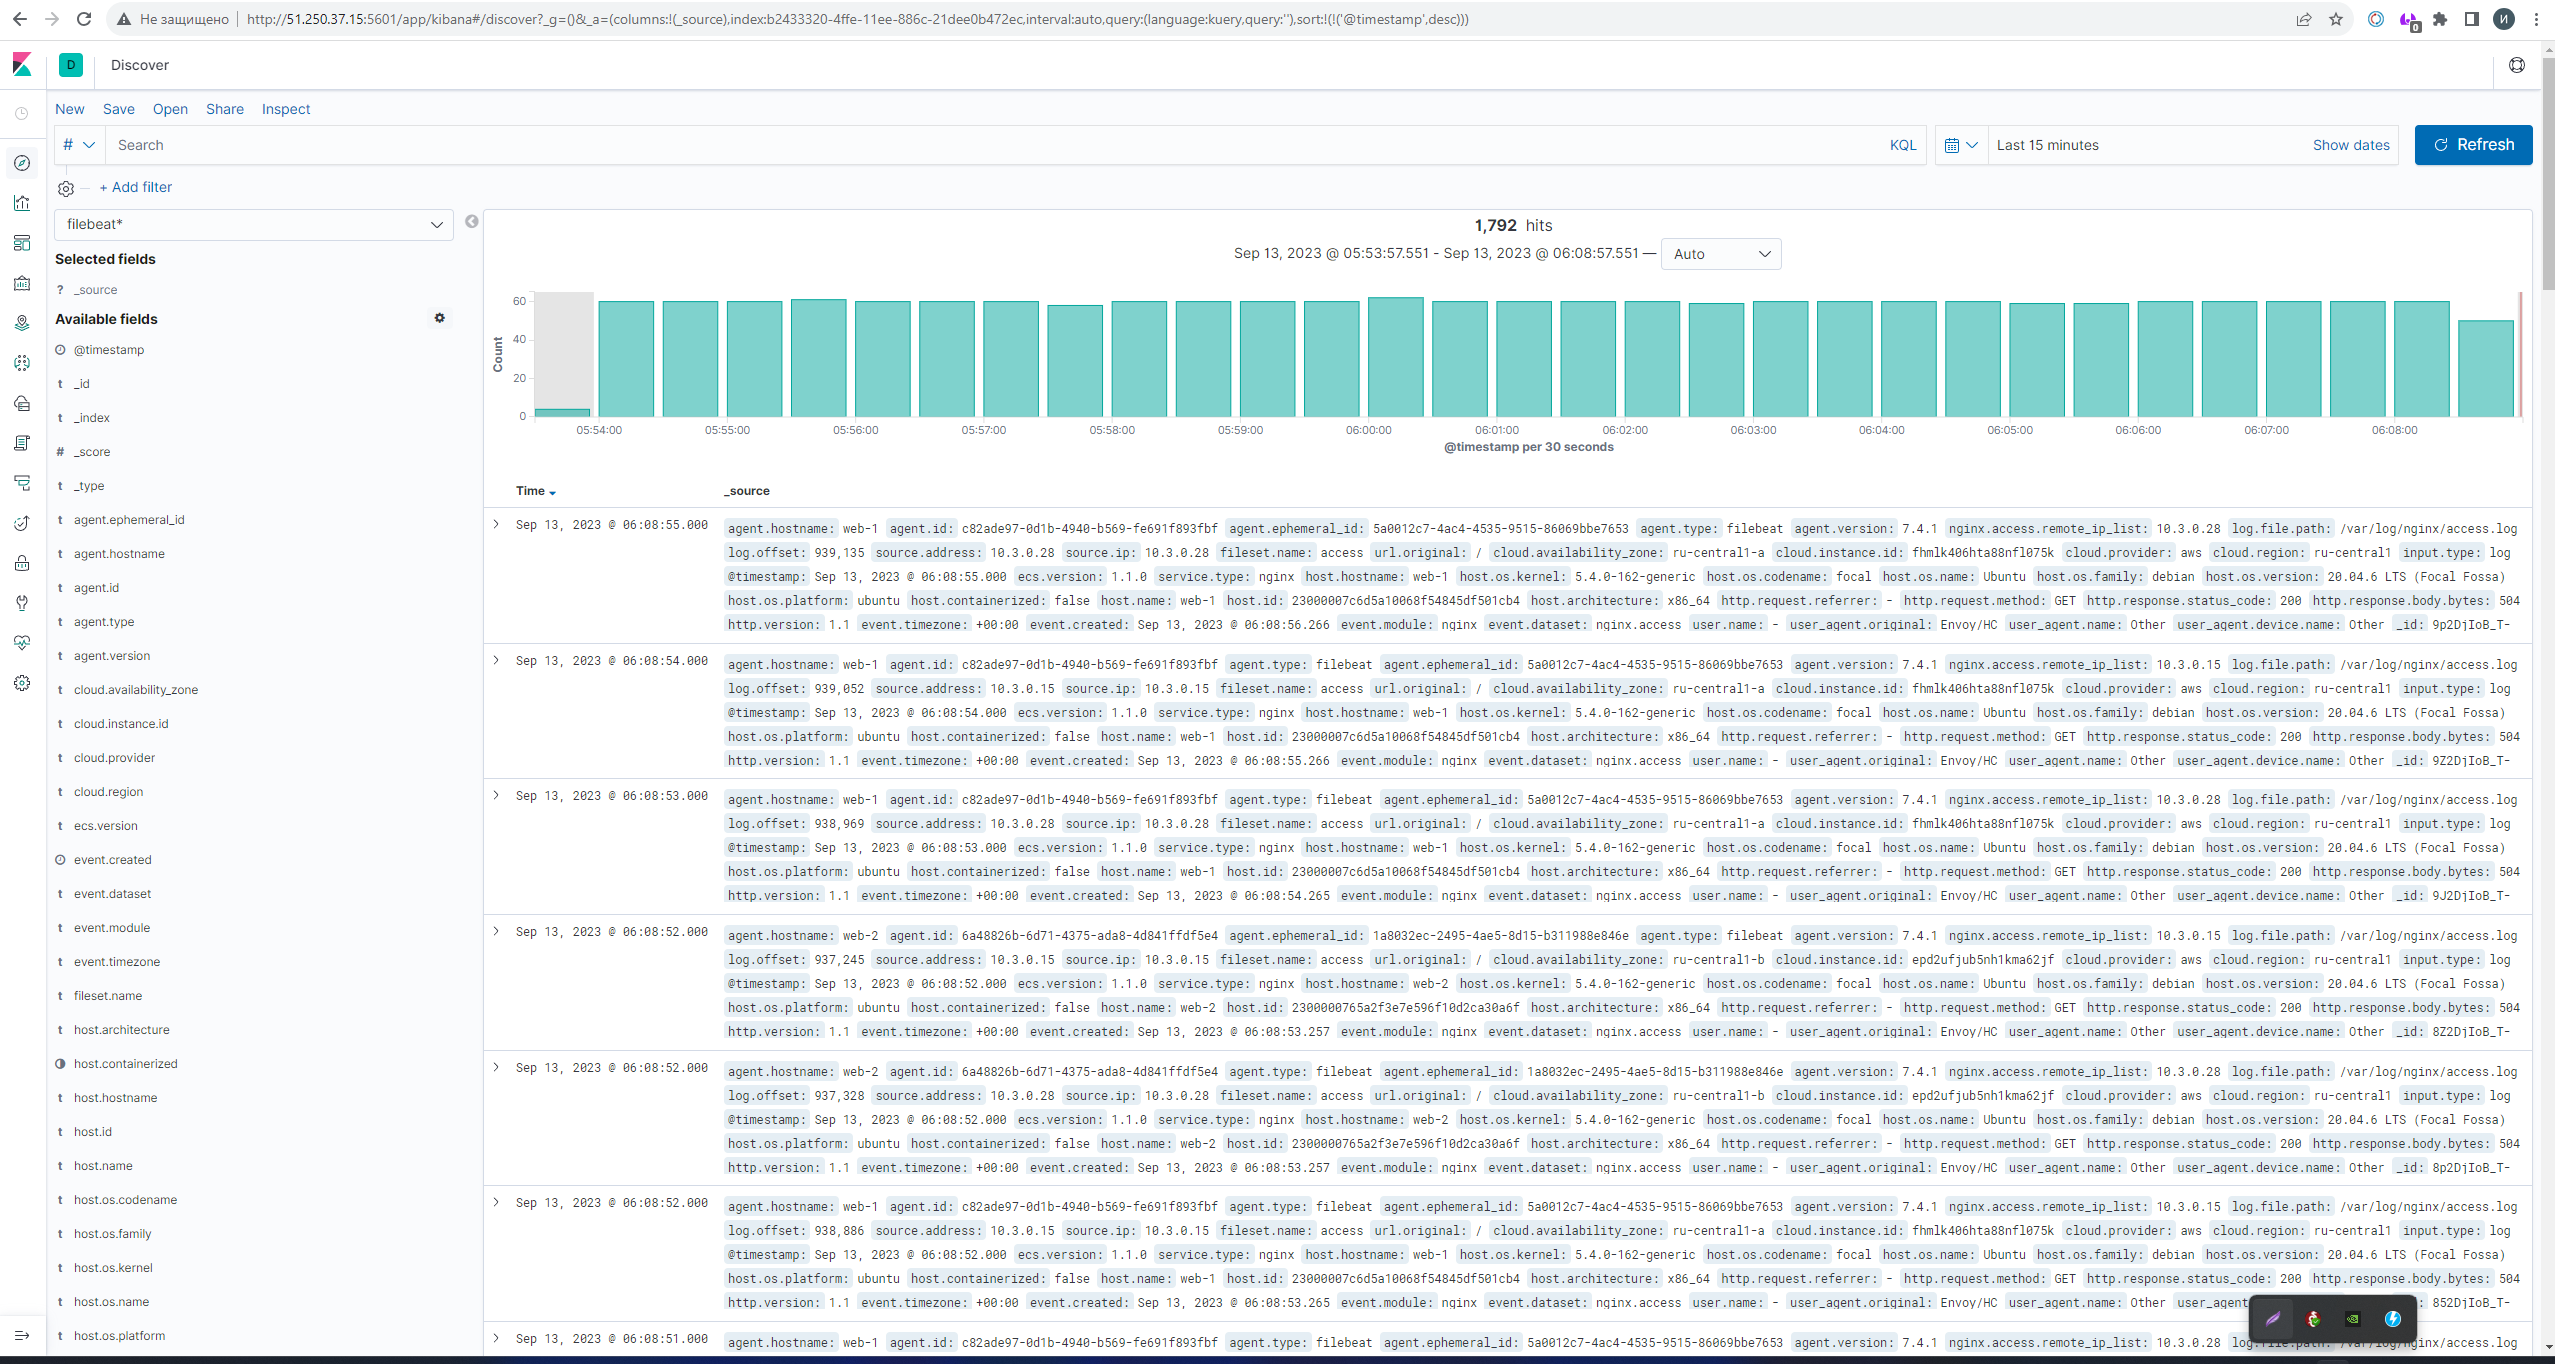 Не защищено http://51.250.37.15:5601/app/kibana#/discover?_g=()&_a=(columns:!(_source),index:b2433320-4ffe-11ee-886c-21dee0b472ec,interval:auto,query:(language:kuery,query:''),sort:!(!('@timestamp',desc)))
0
И
D Discover
New Save Open Share Inspect
# Search KQL Last 15 minutes Show dates Refresh
+ Add filter
filebeat*
Selected fields
? _source
Available fields
@timestamp
t _id
t _index
# _score
t _type
t agent.ephemeral_id
t agent.hostname
t agent.id
t agent.type
t agent.version
t cloud.availability_zone
t cloud.instance.id
t cloud.provider
t cloud.region
t ecs.version
event.created
t event.dataset
t event.module
t event.timezone
t fileset.name
t host.architecture
host.containerized
t host.hostname
t host.id
t host.name
t host.os.codename
t host.os.family
t host.os.kernel
t host.os.name
t host.os.platform
1,792 hits
Sep 13, 2023 @ 05:53:57.551 - Sep 13, 2023 @ 06:08:57.551 — Auto
Count
60
40
20
0
05:54:00 05:55:00 05:56:00 05:57:00 05:58:00 05:59:00 06:00:00 06:01:00 06:02:00 06:03:00 06:04:00 06:05:00 06:06:00 06:07:00 06:08:00
@timestamp per 30 seconds
Time _source
Sep 13, 2023 @ 06:08:55.000 agent.hostname: web-1 agent.id: c82ade97-0d1b-4940-b569-fe691f893fbf agent.ephemeral_id: 5a0012c7-4ac4-4535-9515-86069bbe7653 agent.type: filebeat agent.version: 7.4.1 nginx.access.remote_ip_list: 10.3.0.28 log.file.path: /var/log/nginx/access.log
log.offset: 939,135 source.address: 10.3.0.28 source.ip: 10.3.0.28 fileset.name: access url.original: / cloud.availability_zone: ru-central1-a cloud.instance.id: fhmlk406hta88nfl075k cloud.provider: aws cloud.region: ru-central1 input.type: log
@timestamp: Sep 13, 2023 @ 06:08:55.000 ecs.version: 1.1.0 service.type: nginx host.hostname: web-1 host.os.kernel: 5.4.0-162-generic host.os.codename: focal host.os.name: Ubuntu host.os.family: debian host.os.version: 20.04.6 LTS (Focal Fossa)
host.os.platform: ubuntu host.containerized: false host.name: web-1 host.id: 23000007c6d5a10068f54845df501cb4 host.architecture: x86_64 http.request.referrer: - http.request.method: GET http.response.status_code: 200 http.response.body.bytes: 504
http.version: 1.1 event.timezone: +00:00 event.created: Sep 13, 2023 @ 06:08:56.266 event.module: nginx event.dataset: nginx.access user.name: - user_agent.original: Envoy/HC user_agent.name: Other user_agent.device.name: Other _id: 9p2DjIoB_T-
Sep 13, 2023 @ 06:08:54.000 agent.hostname: web-1 agent.id: c82ade97-0d1b-4940-b569-fe691f893fbf agent.type: filebeat agent.ephemeral_id: 5a0012c7-4ac4-4535-9515-86069bbe7653 agent.version: 7.4.1 nginx.access.remote_ip_list: 10.3.0.15 log.file.path: /var/log/nginx/access.log
log.offset: 939,052 source.address: 10.3.0.15 source.ip: 10.3.0.15 fileset.name: access url.original: / cloud.availability_zone: ru-central1-a cloud.instance.id: fhmlk406hta88nfl075k cloud.provider: aws cloud.region: ru-central1 input.type: log
@timestamp: Sep 13, 2023 @ 06:08:54.000 ecs.version: 1.1.0 service.type: nginx host.hostname: web-1 host.os.kernel: 5.4.0-162-generic host.os.codename: focal host.os.name: Ubuntu host.os.family: debian host.os.version: 20.04.6 LTS (Focal Fossa)
host.os.platform: ubuntu host.containerized: false host.name: web-1 host.id: 23000007c6d5a10068f54845df501cb4 host.architecture: x86_64 http.request.referrer: - http.request.method: GET http.response.status_code: 200 http.response.body.bytes: 504
http.version: 1.1 event.timezone: +00:00 event.created: Sep 13, 2023 @ 06:08:55.266 event.module: nginx event.dataset: nginx.access user.name: - user_agent.original: Envoy/HC user_agent.name: Other user_agent.device.name: Other _id: 9Z2DjIoB_T-
Sep 13, 2023 @ 06:08:53.000 agent.hostname: web-1 agent.id: c82ade97-0d1b-4940-b569-fe691f893fbf agent.type: filebeat agent.ephemeral_id: 5a0012c7-4ac4-4535-9515-86069bbe7653 agent.version: 7.4.1 nginx.access.remote_ip_list: 10.3.0.28 log.file.path: /var/log/nginx/access.log
log.offset: 938,969 source.address: 10.3.0.28 source.ip: 10.3.0.28 fileset.name: access url.original: / cloud.availability_zone: ru-central1-a cloud.instance.id: fhmlk406hta88nfl075k cloud.provider: aws cloud.region: ru-central1 input.type: log
@timestamp: Sep 13, 2023 @ 06:08:53.000 ecs.version: 1.1.0 service.type: nginx host.hostname: web-1 host.os.kernel: 5.4.0-162-generic host.os.codename: focal host.os.name: Ubuntu host.os.family: debian host.os.version: 20.04.6 LTS (Focal Fossa)
host.os.platform: ubuntu host.containerized: false host.name: web-1 host.id: 23000007c6d5a10068f54845df501cb4 host.architecture: x86_64 http.request.referrer: - http.request.method: GET http.response.status_code: 200 http.response.body.bytes: 504
http.version: 1.1 event.timezone: +00:00 event.created: Sep 13, 2023 @ 06:08:54.265 event.module: nginx event.dataset: nginx.access user.name: - user_agent.original: Envoy/HC user_agent.name: Other user_agent.device.name: Other _id: 9J2DjIoB_T-
Sep 13, 2023 @ 06:08:52.000 agent.hostname: web-2 agent.id: 6a48826b-6d71-4375-ada8-4d841ffdf5e4 agent.ephemeral_id: 1a8032ec-2495-4ae5-8d15-b311988e846e agent.type: filebeat agent.version: 7.4.1 nginx.access.remote_ip_list: 10.3.0.15 log.file.path: /var/log/nginx/access.log
log.offset: 937,245 source.address: 10.3.0.15 source.ip: 10.3.0.15 fileset.name: access url.original: / cloud.availability_zone: ru-central1-b cloud.instance.id: epd2ufjub5nh1kma62jf cloud.provider: aws cloud.region: ru-central1 input.type: log
@timestamp: Sep 13, 2023 @ 06:08:52.000 ecs.version: 1.1.0 service.type: nginx host.hostname: web-2 host.os.kernel: 5.4.0-162-generic host.os.codename: focal host.os.name: Ubuntu host.os.family: debian host.os.version: 20.04.6 LTS (Focal Fossa)
host.os.platform: ubuntu host.containerized: false host.name: web-2 host.id: 2300000765a2f3e7e596f10d2ca30a6f host.architecture: x86_64 http.request.referrer: - http.request.method: GET http.response.status_code: 200 http.response.body.bytes: 504
http.version: 1.1 event.timezone: +00:00 event.created: Sep 13, 2023 @ 06:08:53.257 event.module: nginx event.dataset: nginx.access user.name: - user_agent.original: Envoy/HC user_agent.name: Other user_agent.device.name: Other _id: 8Z2DjIoB_T-
Sep 13, 2023 @ 06:08:52.000 agent.hostname: web-2 agent.id: 6a48826b-6d71-4375-ada8-4d841ffdf5e4 agent.type: filebeat agent.ephemeral_id: 1a8032ec-2495-4ae5-8d15-b311988e846e agent.version: 7.4.1 nginx.access.remote_ip_list: 10.3.0.28 log.file.path: /var/log/nginx/access.log
log.offset: 937,328 source.address: 10.3.0.28 source.ip: 10.3.0.28 fileset.name: access url.original: / cloud.availability_zone: ru-central1-b cloud.instance.id: epd2ufjub5nh1kma62jf cloud.provider: aws cloud.region: ru-central1 input.type: log
@timestamp: Sep 13, 2023 @ 06:08:52.000 ecs.version: 1.1.0 service.type: nginx host.hostname: web-2 host.os.kernel: 5.4.0-162-generic host.os.codename: focal host.os.name: Ubuntu host.os.family: debian host.os.version: 20.04.6 LTS (Focal Fossa)
host.os.platform: ubuntu host.containerized: false host.name: web-2 host.id: 2300000765a2f3e7e596f10d2ca30a6f host.architecture: x86_64 http.request.referrer: - http.request.method: GET http.response.status_code: 200 http.response.body.bytes: 504
http.version: 1.1 event.timezone: +00:00 event.created: Sep 13, 2023 @ 06:08:53.257 event.module: nginx event.dataset: nginx.access user.name: - user_agent.original: Envoy/HC user_agent.name: Other user_agent.device.name: Other _id: 8p2DjIoB_T-
Sep 13, 2023 @ 06:08:52.000 agent.hostname: web-1 agent.id: c82ade97-0d1b-4940-b569-fe691f893fbf agent.type: filebeat agent.ephemeral_id: 5a0012c7-4ac4-4535-9515-86069bbe7653 agent.version: 7.4.1 nginx.access.remote_ip_list: 10.3.0.15 log.file.path: /var/log/nginx/access.log
log.offset: 938,886 source.address: 10.3.0.15 source.ip: 10.3.0.15 fileset.name: access url.original: / cloud.availability_zone: ru-central1-a cloud.instance.id: fhmlk406hta88nfl075k cloud.provider: aws cloud.region: ru-central1 input.type: log
@timestamp: Sep 13, 2023 @ 06:08:52.000 ecs.version: 1.1.0 service.type: nginx host.hostname: web-1 host.os.kernel: 5.4.0-162-generic host.os.codename: focal host.os.name: Ubuntu host.os.family: debian host.os.version: 20.04.6 LTS (Focal Fossa)
host.os.platform: ubuntu host.containerized: false host.name: web-1 host.id: 23000007c6d5a10068f54845df501cb4 host.architecture: x86_64 http.request.referrer: - http.request.method: GET http.response.status_code: 200 http.response.body.bytes: 504
http.version: 1.1 event.timezone: +00:00 event.created: Sep 13, 2023 @ 06:08:53.265 event.module: nginx event.dataset: nginx.access user.name: - user_agent.original: Envoy/HC user_agent.name: Other user_agent 852DjIoB_T-
Sep 13, 2023 @ 06:08:51.000 agent.hostname: web-1 agent.id: c82ade97-0d1b-4940-b569-fe691f893fbf agent.type: filebeat agent.ephemeral_id: 5a0012c7-4ac4-4535-9515-86069bbe7653 agent.version: 7.4.1 nginx.access.remote_ip_list: 10.3.0.28 log.file.path: /var/log/nginx/access.log